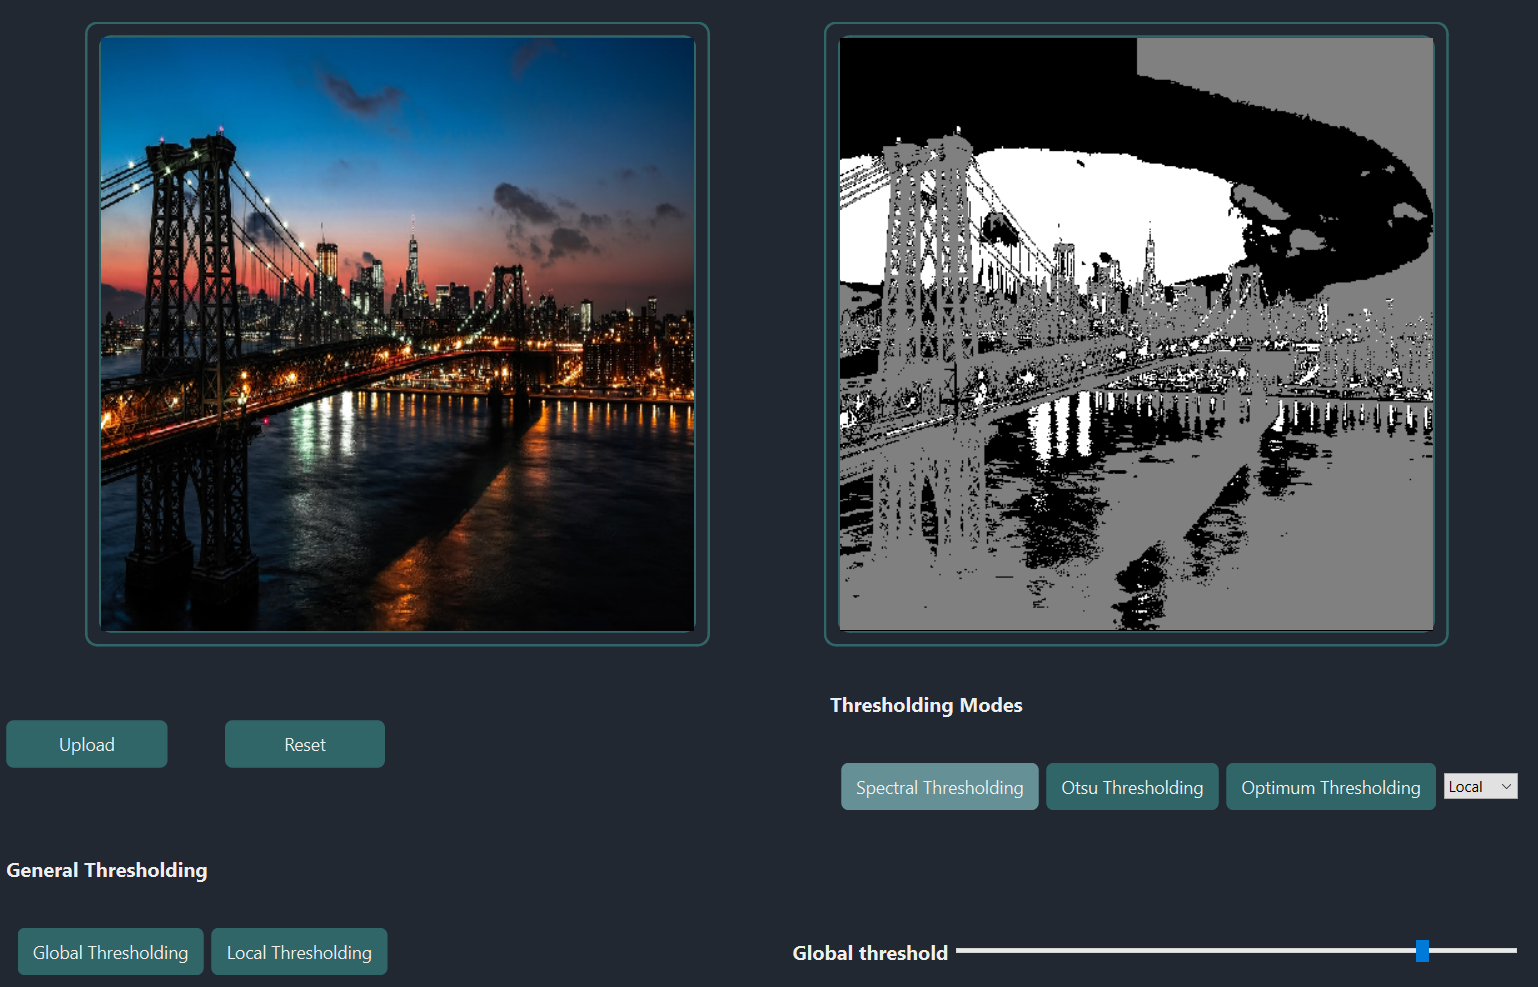 Thresholding Modes
Upload
Reset
Spectral Thresholding
Otsu Thresholding
Optimum Thresholding
Local
General Thresholding
Global Thresholding
Local Thresholding
Global threshold